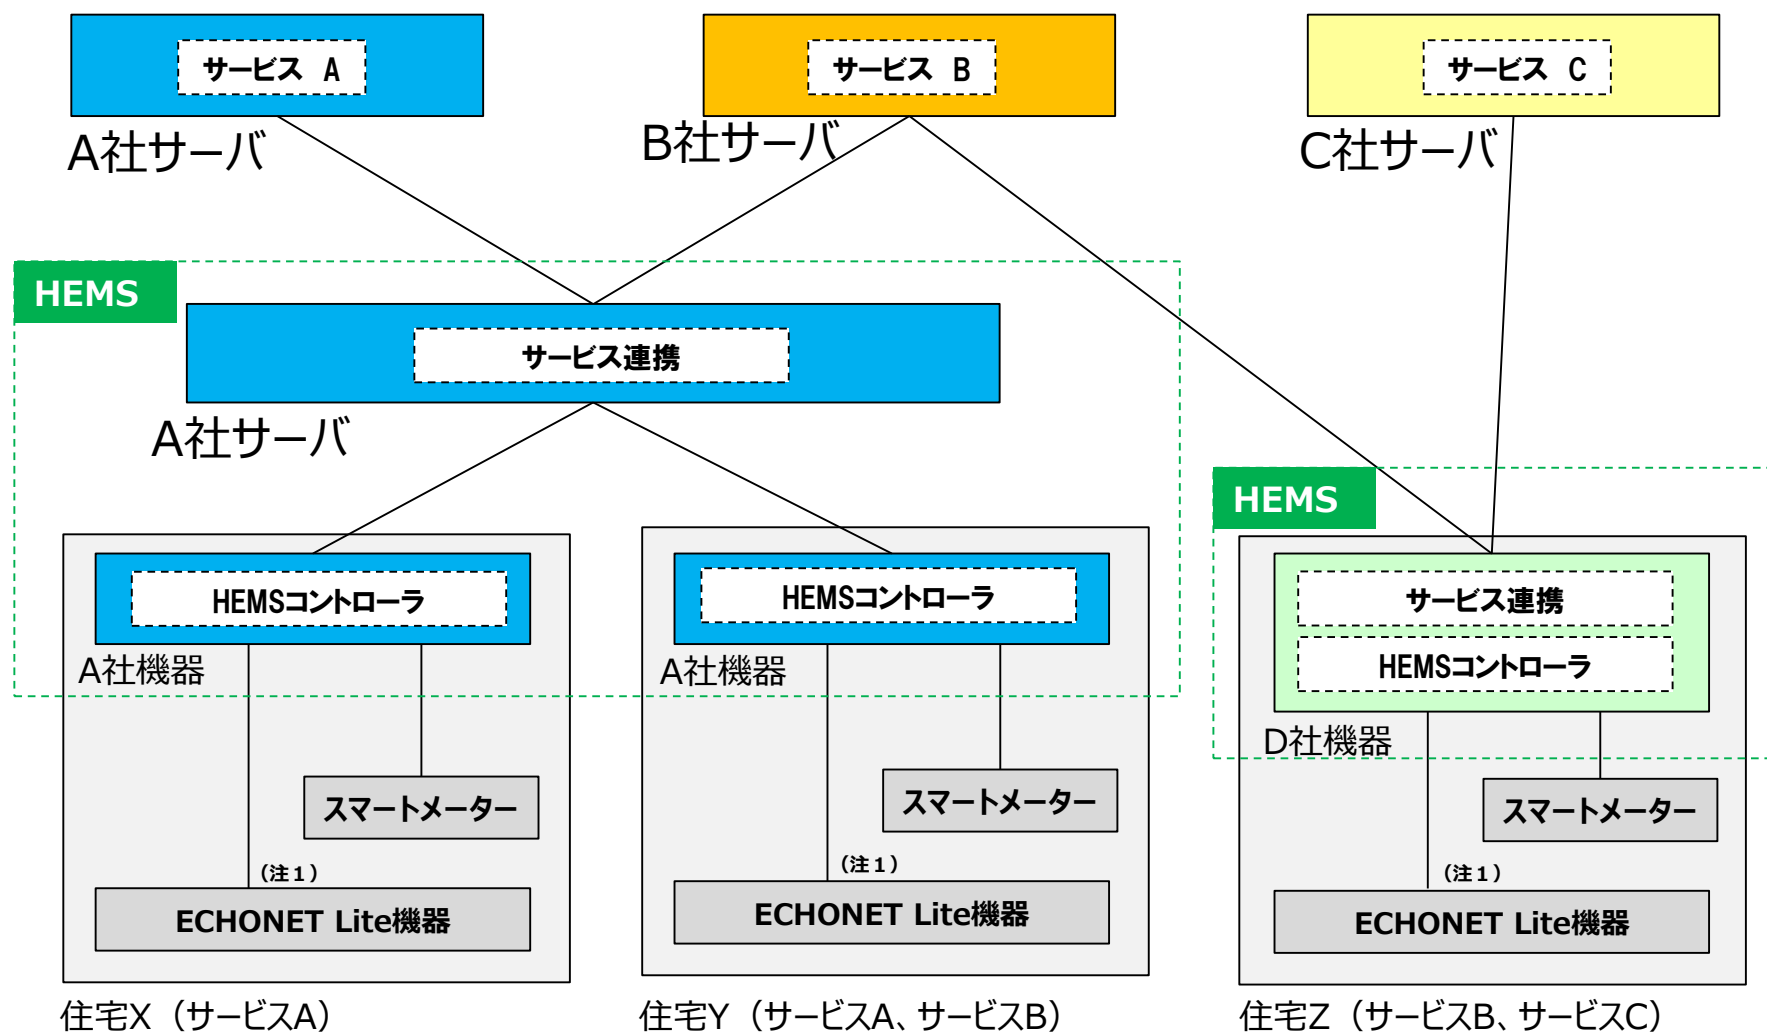 サービス A
サービス B
サービス C
A社サーバ
B社サーバ
C社サーバ
HEMS
サービス連携
A社サーバ
HEMS
HEMSコントローラ
HEMSコントローラ
サービス連携
HEMSコントローラ
A社機器
A社機器
D社機器
スマートメーター
スマートメーター
スマートメーター
（注１）
（注１）
（注１）
ECHONET Lite機器
ECHONET Lite機器
ECHONET Lite機器
住宅X（サービスA）
住宅Y（サービスA、サービスB）
住宅Z（サービスB、サービスC）